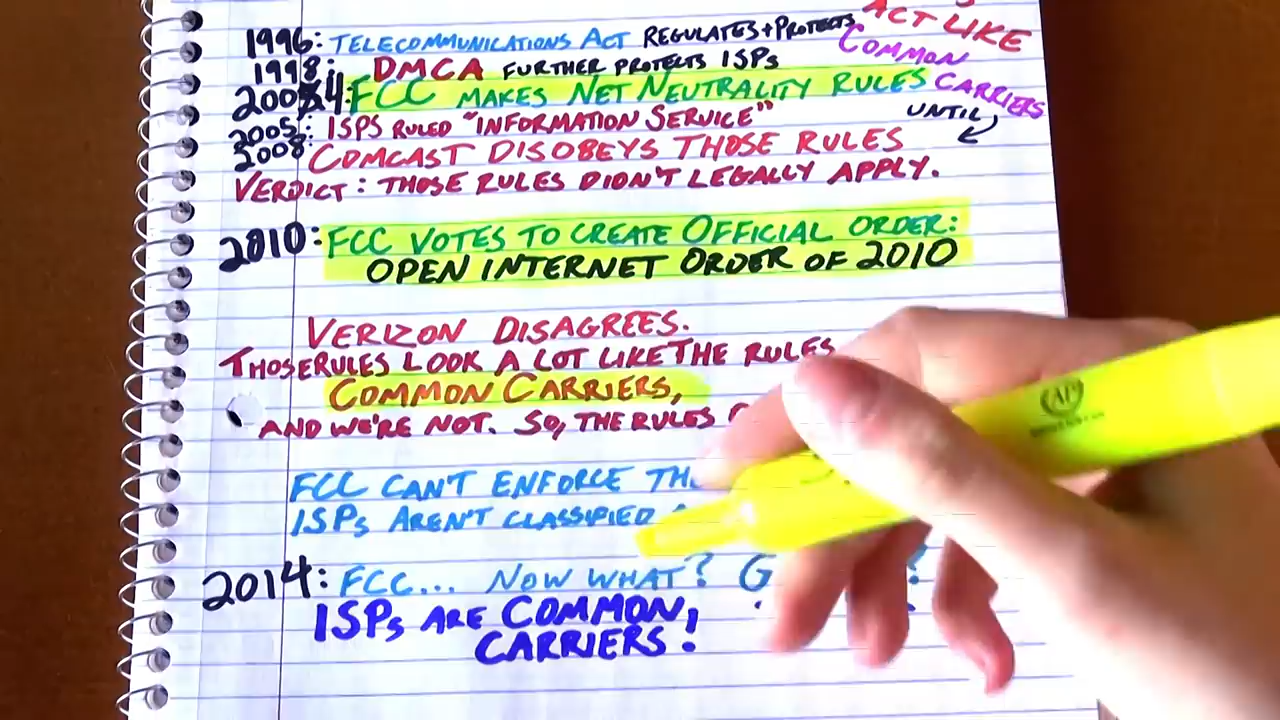 ACT LIKE
COMMON
CARRIERS
UNTIL
1996: TELECOMMUNICATIONS ACT REGULATES + PROTECTS
1998: DMCA FURTHER PROTECTS ISPs
2004: FCC MAKES NET NEUTRALITY RULES
2005: ISPS RULED "INFORMATION SERVICE"
2008: COMCAST DISOBEYS THOSE RULES
VERDICT: THOSE RULES DIDN'T LEGALLY APPLY.
2010: FCC VOTES TO CREATE OFFICIAL ORDER:
OPEN INTERNET ORDER OF 2010
VERIZON DISAGREES.
THOSE RULES LOOK A LOT LIKE THE RULES
COMMON CARRIERS,
AND WE'RE NOT. SO, THE RULES
FCC CAN'T ENFORCE
ISPs AREN'T CLASSIFIED
2014: FCC... NOW WHAT? G ?
ISPs ARE COMMON
CARRIERS!